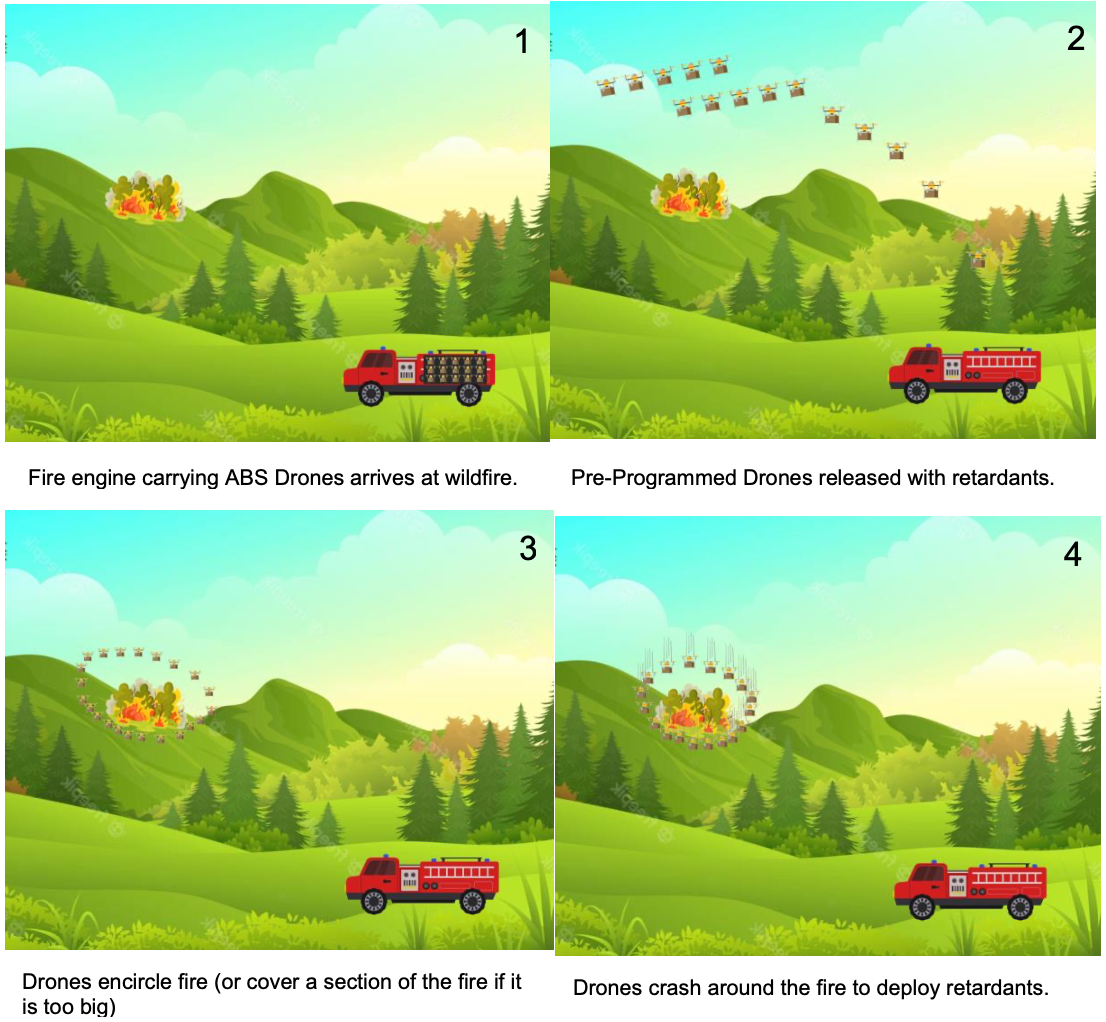 1
2
Fire engine carrying ABS Drones arrives at wildfire.
Pre-Programmed Drones released with retardants.
3
4
Drones encircle fire (or cover a section of the fire if it
is too big)
Drones crash around the fire to deploy retardants.